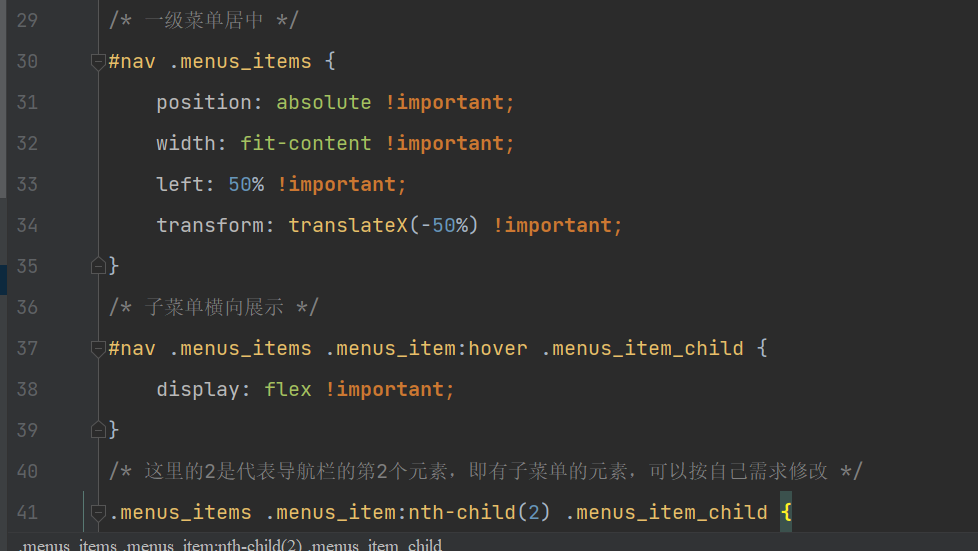 29 /* 一级菜单居中 */
30 #nav .menus_items {
31 position: absolute !important;
32 width: fit-content !important;
33 left: 50% !important;
34 transform: translateX(-50%) !important;
35 }
36 /* 子菜单横向展示 */
37 #nav .menus_items .menus_item:hover .menus_item_child {
38 display: flex !important;
39 }
40 /* 这里的2是代表导航栏的第2个元素，即有子菜单的元素，可以按自己需求修改 */
41 .menus_items .menus_item:nth-child(2) .menus_item_child {
.menus_items .menus_item:nth-child(2) .menus_item_child